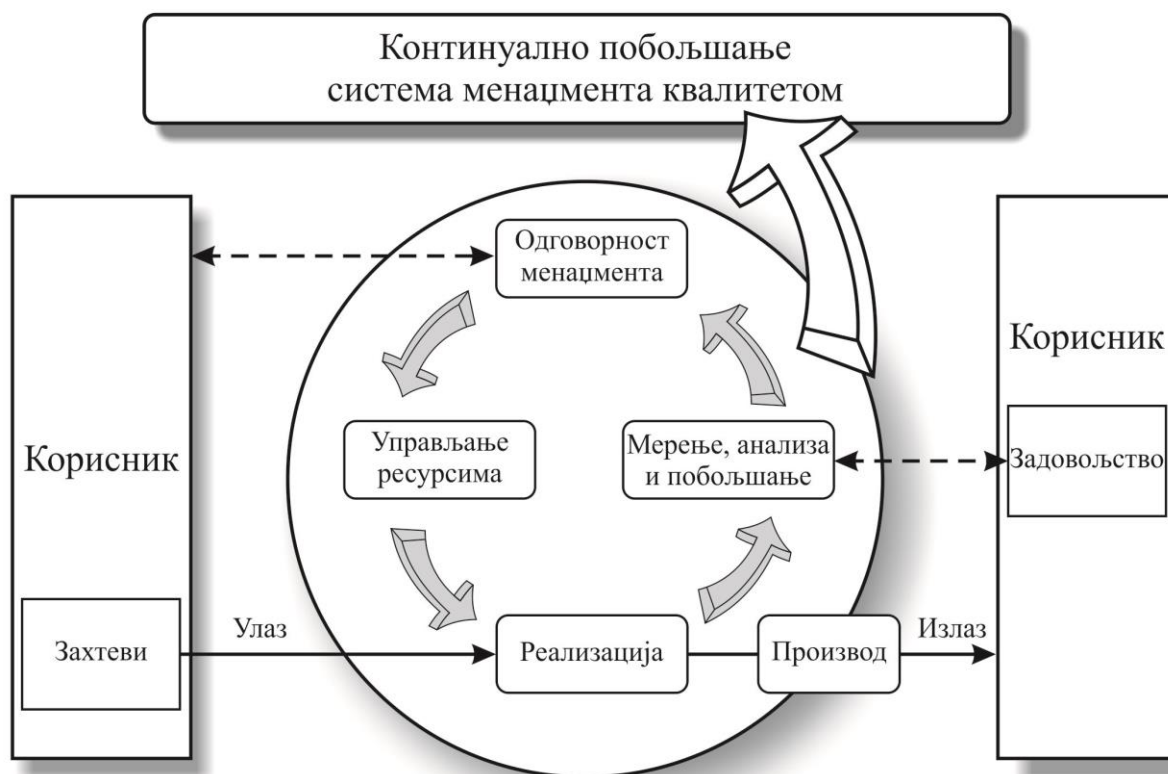 Континуално побољшање
система менаџмента квалитетом
Одговорност
менаџмента
Корисник
Управљање
ресурсима
Мерење, анализа
и побољшање
Корисник
Задовољство
Захтеви
Улаз
Реализација
Производ
Излаз